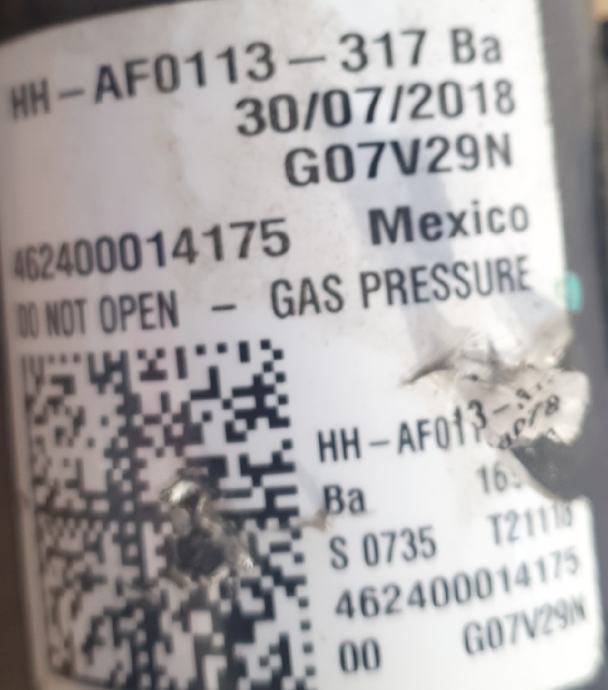 HH-AF0113-317 Ba
30/07/2018
G07V29N
462400014175 Mexico
DO NOT OPEN - GAS PRESSURE
HH-AF0113-
Ba
S 0735
462400014175
00 G07V29N